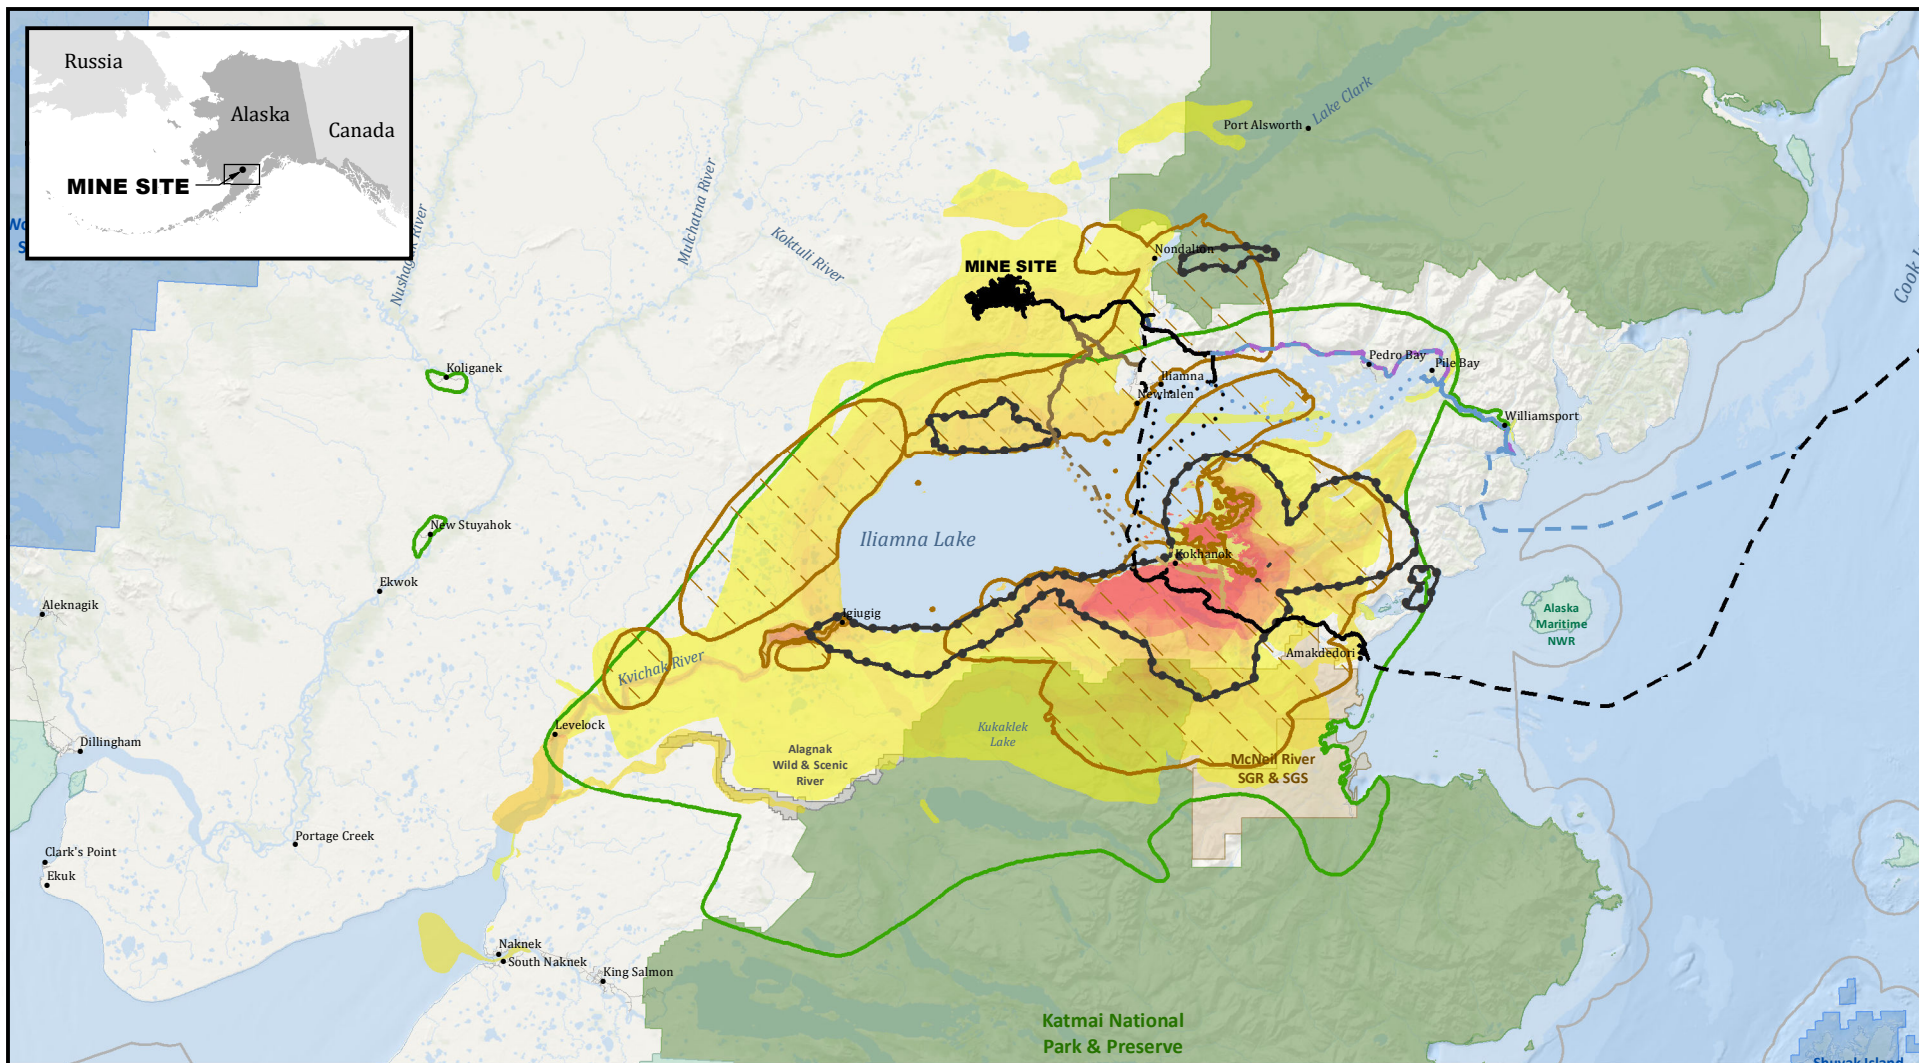 Russia
Alaska
Canada
MINE SITE
Nushagak River
Mulchatna River
Koktuli River
Lake Clark
Port Alsworth
Cook
MINE SITE
Nondalton
Koliganek
Pedro Bay
Pile Bay
Iliamna
Newhalen
Williamsport
New Stuyahok
Iliamna Lake
Kokhanok
Ekwok
Aleknagik
Igiugig
Alaska
Maritime
NWR
Amakdedori
Kvichak River
Levelock
Dillingham
Kukaklek
Lake
Alagnak
Wild & Scenic
River
McNeil River
SGR & SGS
Portage Creek
Clark's Point
Ekuk
Naknek
South Naknek
King Salmon
Katmai National
Park & Preserve
Shuyak Island